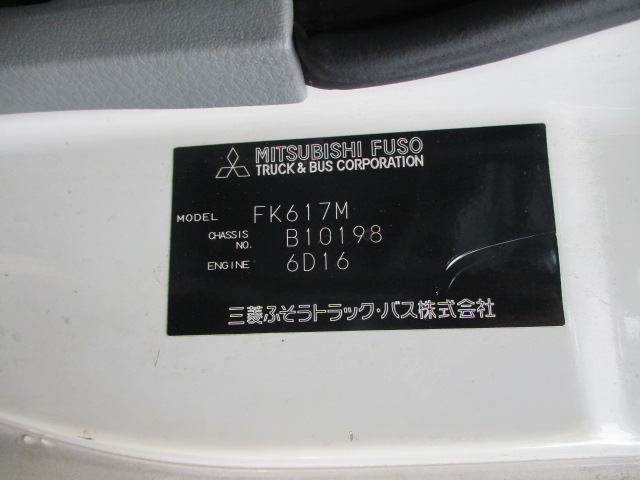 MITSUBISHI FUSO
TRUCK & BUS CORPORATION
MODEL FK617M
CHASSIS NO. B10198
ENGINE 6D16
三菱ふそうトラック・バス株式会社